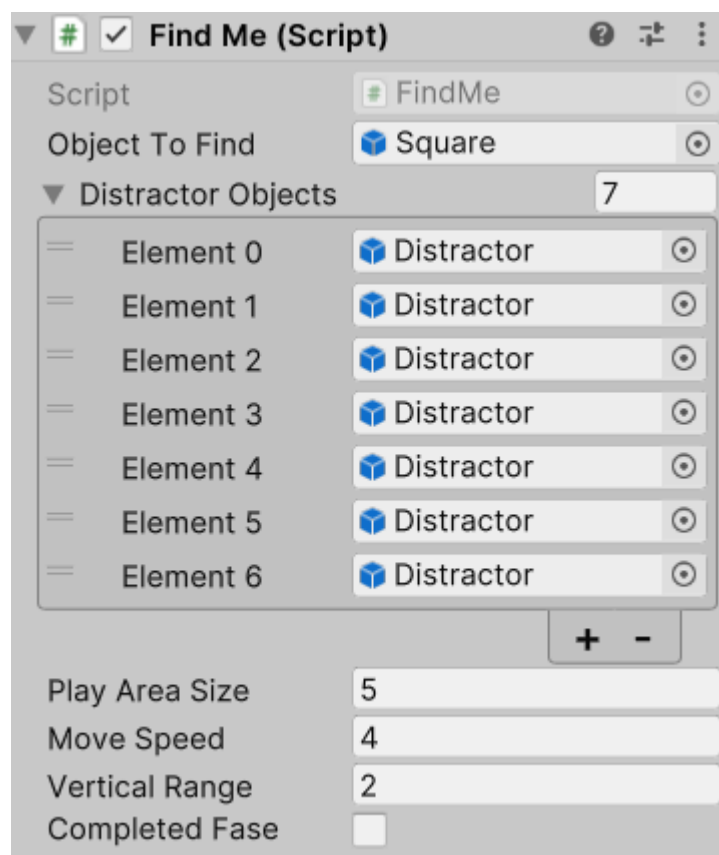 Find Me (Script)
Script # FindMe
Object To Find Square
Distractor Objects 7
Element 0 Distractor
Element 1 Distractor
Element 2 Distractor
Element 3 Distractor
Element 4 Distractor
Element 5 Distractor
Element 6 Distractor
+ -
Play Area Size 5
Move Speed 4
Vertical Range 2
Completed Fase